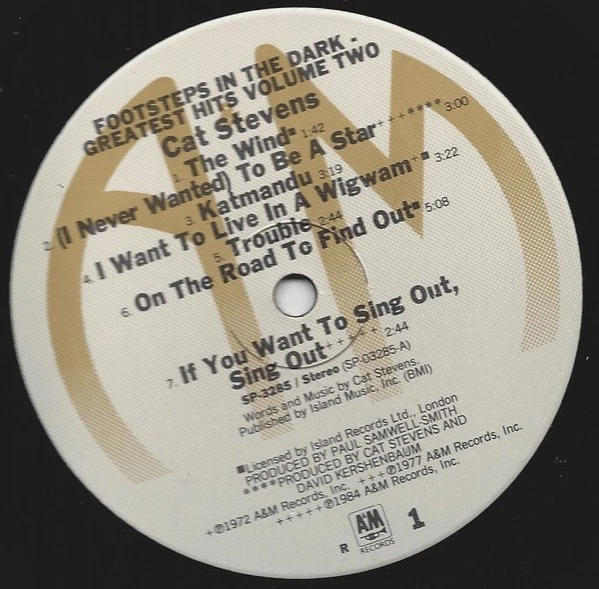 FOOTSTEPS IN THE DARK -
GREATEST HITS VOLUME TWO
Cat Stevens
1. The Wind■ 1:42
2. (I Never Wanted) To Be A Star+++**** 3:00
3. Katmandu 3:19
4. I Want To Live In A Wigwam+■ 3:22
5. Trouble 2:44
6. On The Road To Find Out■ 5:08
7. If You Want To Sing Out,
Sing Out+++++ 2:44
SP-3285 / Stereo (SP-03285-A)
Words and Music by Cat Stevens.
Published by Island Music, Inc. (BMI)
■Licensed by Island Records Ltd., London
PRODUCED BY PAUL SAMWELL-SMITH
****PRODUCED BY CAT STEVENS AND
DAVID KERSHENBAUM
+℗1972 A&M Records, Inc. +++℗1977 A&M Records, Inc.
+++++℗1984 A&M Records, Inc.
R A&M RECORDS 1